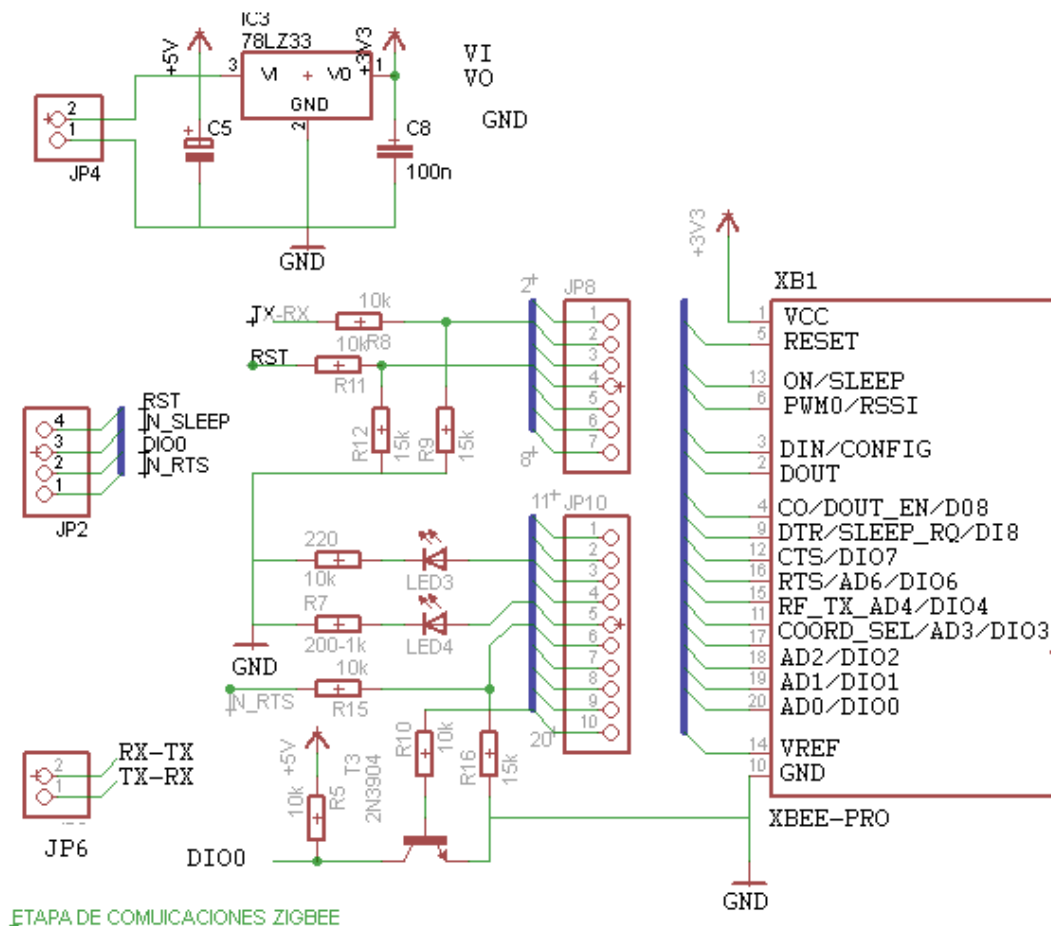 IC3
78LZ33
+5V
+3V3
VI
VO
GND
3
VI
VO
1
GND
2
2
1
JP4
C5
C8
100n
GND
+3V3
XB1
TX-RX
10k
R8
RST
10k
R11
R12
15k
R9
15k
2
JP8
1
2
3
4
5
6
7
8
RST
N_SLEEP
DIO0
N_RTS
4
3
2
1
JP2
11
JP10
1
2
3
4
5
6
7
8
9
10
20
220
10k
LED3
R7
200-1k
LED4
GND
10k
N_RTS
R15
R10
10k
R16
15k
+5V
T3
2N3904
10k
R5
DIO0
RX-TX
TX-RX
2
1
JP6
1 VCC
5 RESET
13 ON/SLEEP
6 PWM0/RSSI
3 DIN/CONFIG
2 DOUT
4 CO/DOUT_EN/D08
9 DTR/SLEEP_RQ/DI8
12 CTS/DIO7
16 RTS/AD6/DIO6
15 RF_TX_AD4/DIO4
11 COORD_SEL/AD3/DIO3
17
18 AD2/DIO2
19 AD1/DIO1
20 AD0/DIO0
14 VREF
10 GND
XBEE-PRO
GND
ETAPA DE COMUICACIONES ZIGBEE